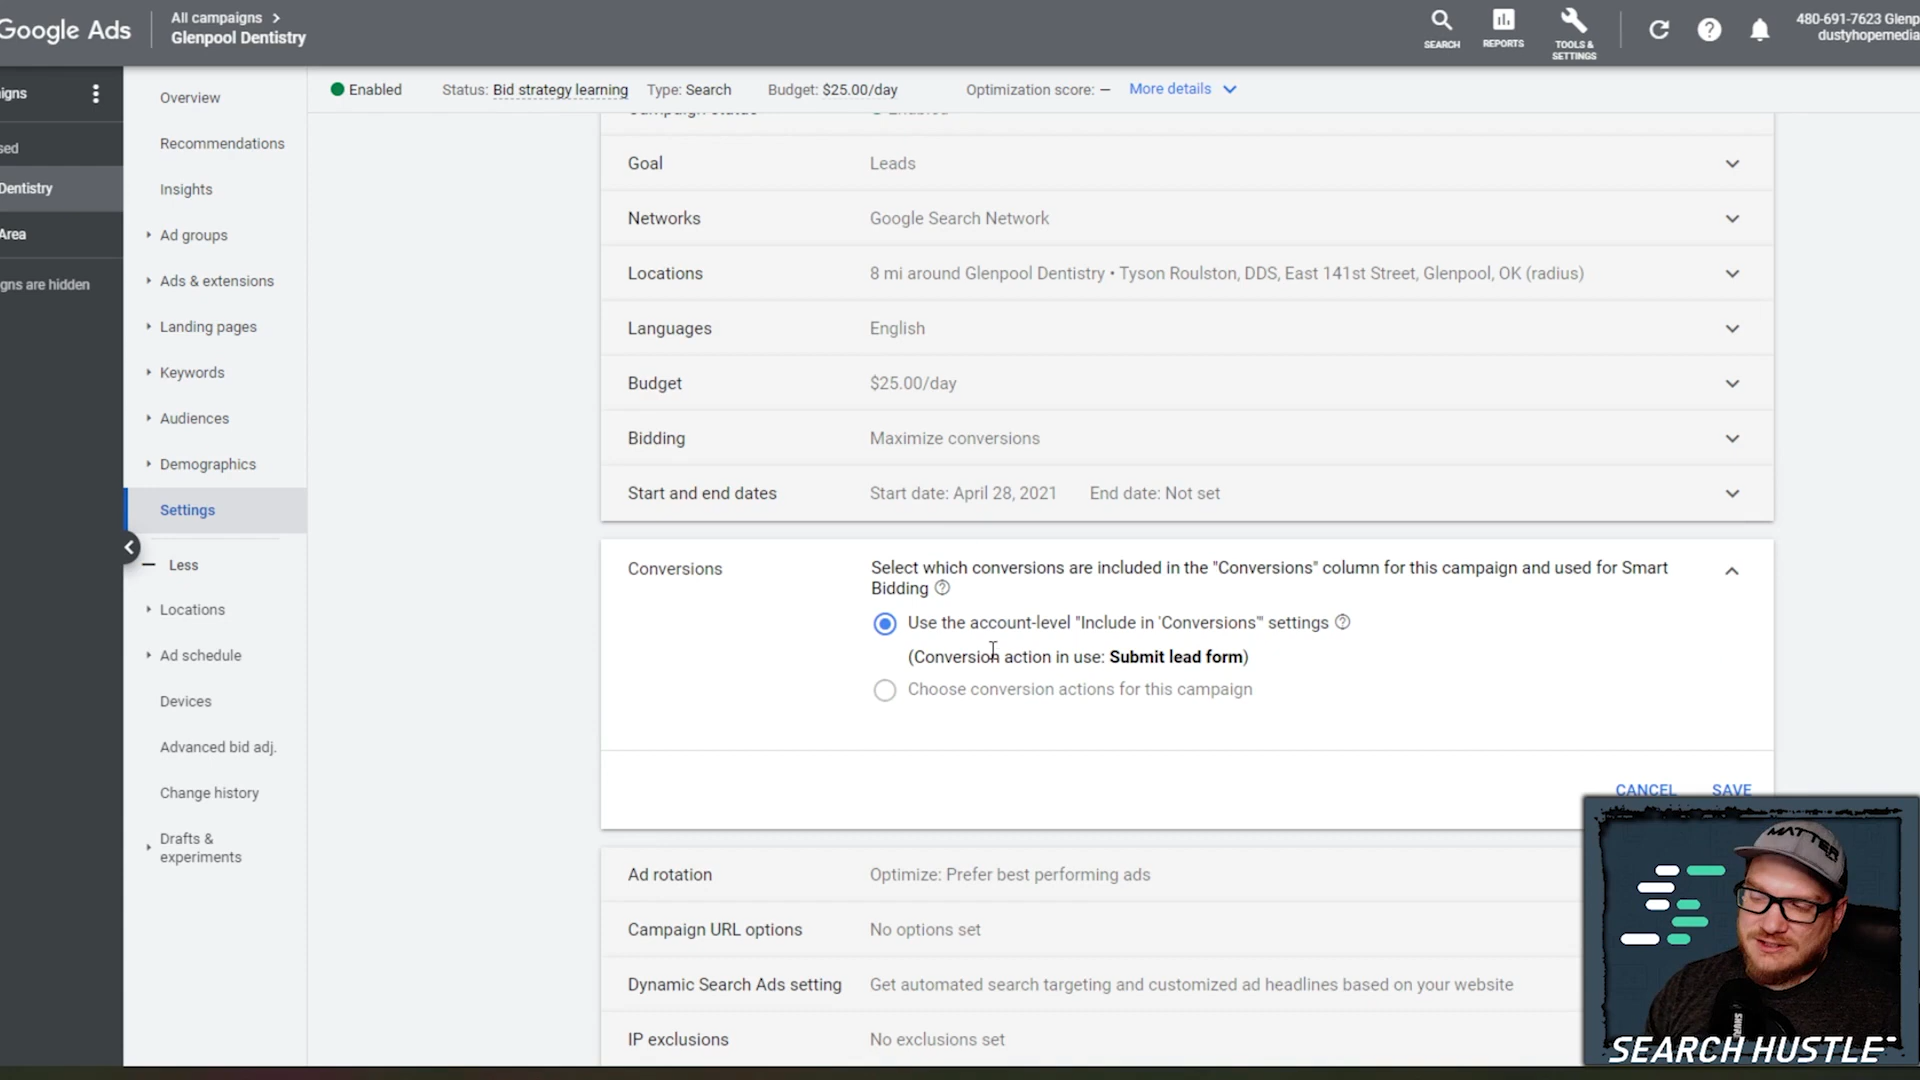 Google Ads
All campaigns >
Glenpool Dentistry
SEARCH
REPORTS
TOOLS &
SETTINGS
480-691-7623 Glenp
dustyhopemedia
igns
sed
Dentistry
Area
gns are hidden
Overview
Recommendations
Insights
Ad groups
Ads & extensions
Landing pages
Keywords
Audiences
Demographics
Settings
Less
Locations
Ad schedule
Devices
Advanced bid adj.
Change history
Drafts &
experiments
Enabled Status: Bid strategy learning Type: Search Budget: $25.00/day Optimization score: — More details
Campaign status Enabled
Goal Leads
Networks Google Search Network
Locations 8 mi around Glenpool Dentistry • Tyson Roulston, DDS, East 141st Street, Glenpool, OK (radius)
Languages English
Budget $25.00/day
Bidding Maximize conversions
Start and end dates Start date: April 28, 2021 End date: Not set
Conversions Select which conversions are included in the "Conversions" column for this campaign and used for Smart
Bidding
Use the account-level "Include in 'Conversions'" settings
(Conversion action in use: Submit lead form)
Choose conversion actions for this campaign
CANCEL SAVE
Ad rotation Optimize: Prefer best performing ads
Campaign URL options No options set
Dynamic Search Ads setting Get automated search targeting and customized ad headlines based on your website
IP exclusions No exclusions set
MATTER
SHURE
SEARCH HUSTLE